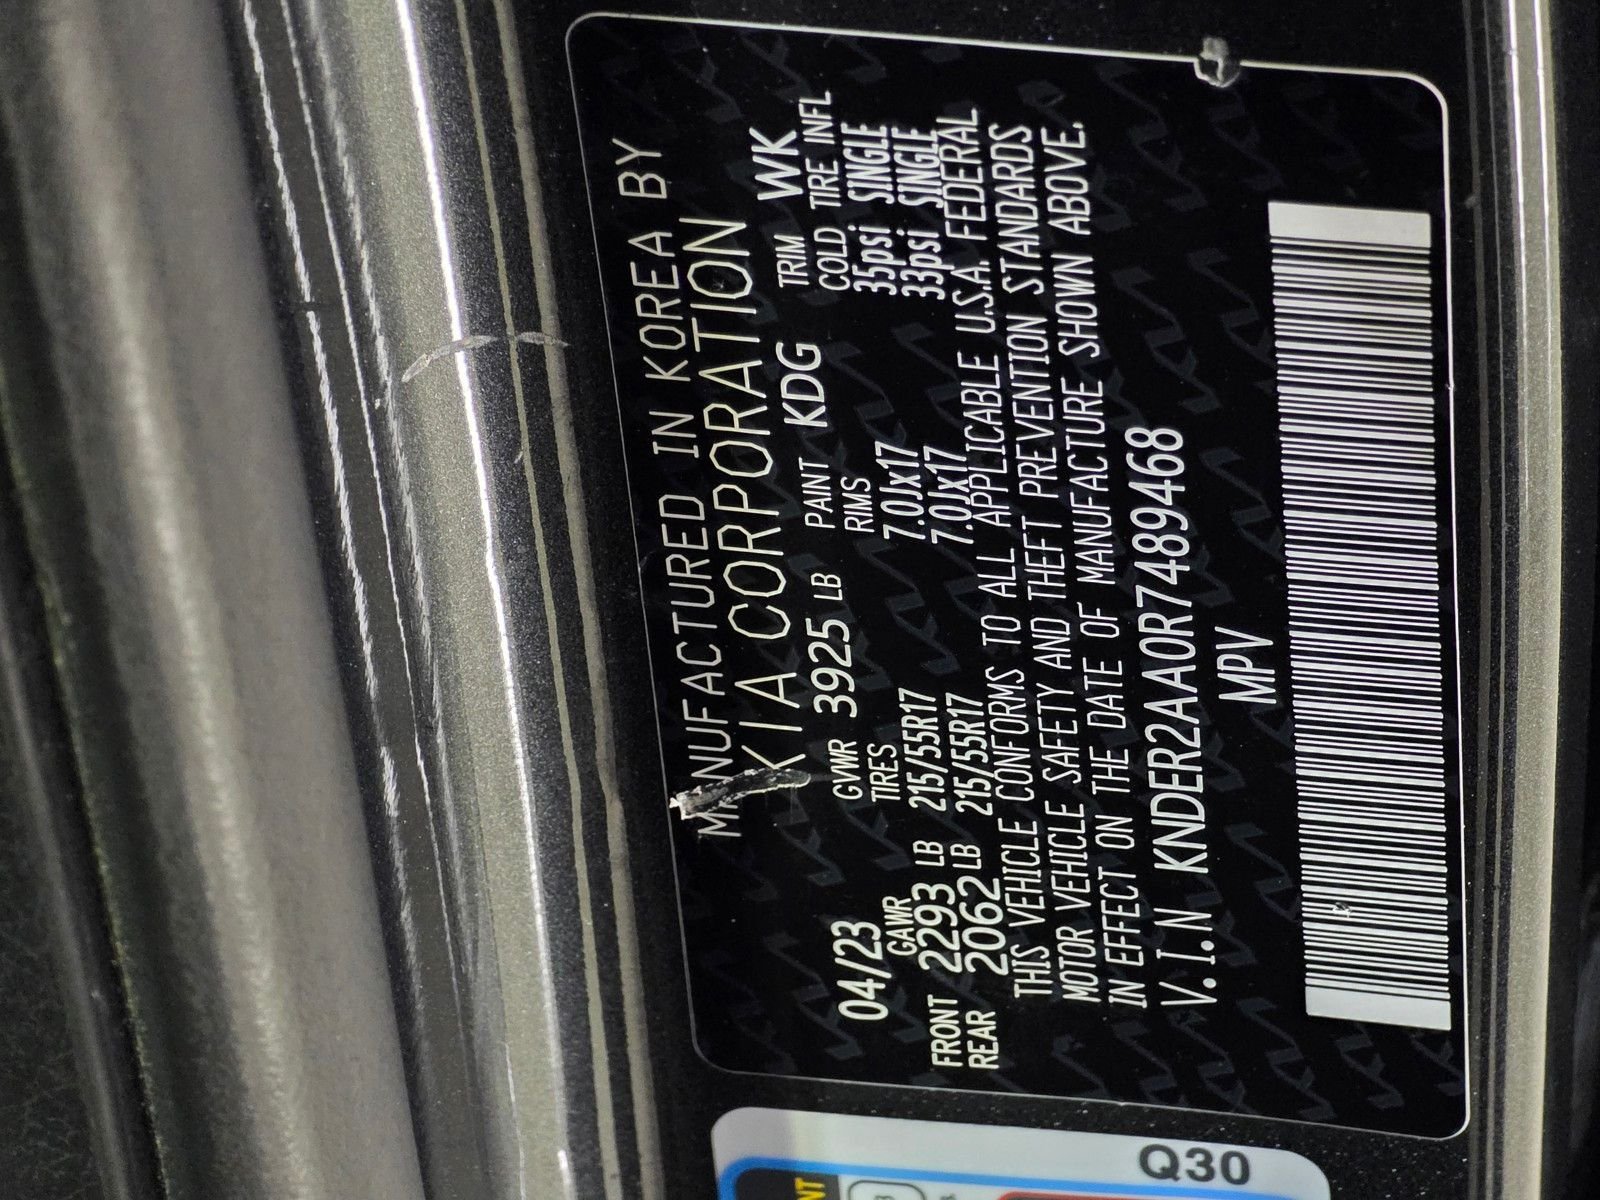 MANUFACTURED IN KOREA BY
KIA CORPORATION
04/23 GVWR 3925 LB PAINT KDG TRIM WK
GAWR TIRES RIMS COLD TIRE INFL
FRONT 2293 LB 215/55R17 7.0Jx17 35psi SINGLE
REAR 2062 LB 215/55R17 7.0Jx17 33psi SINGLE
THIS VEHICLE CONFORMS TO ALL APPLICABLE U.S.A. FEDERAL
MOTOR VEHICLE SAFETY AND THEFT PREVENTION STANDARDS
IN EFFECT ON THE DATE OF MANUFACTURE SHOWN ABOVE.
V.I.N KNDER2AA0R7489468
MPV
Q30